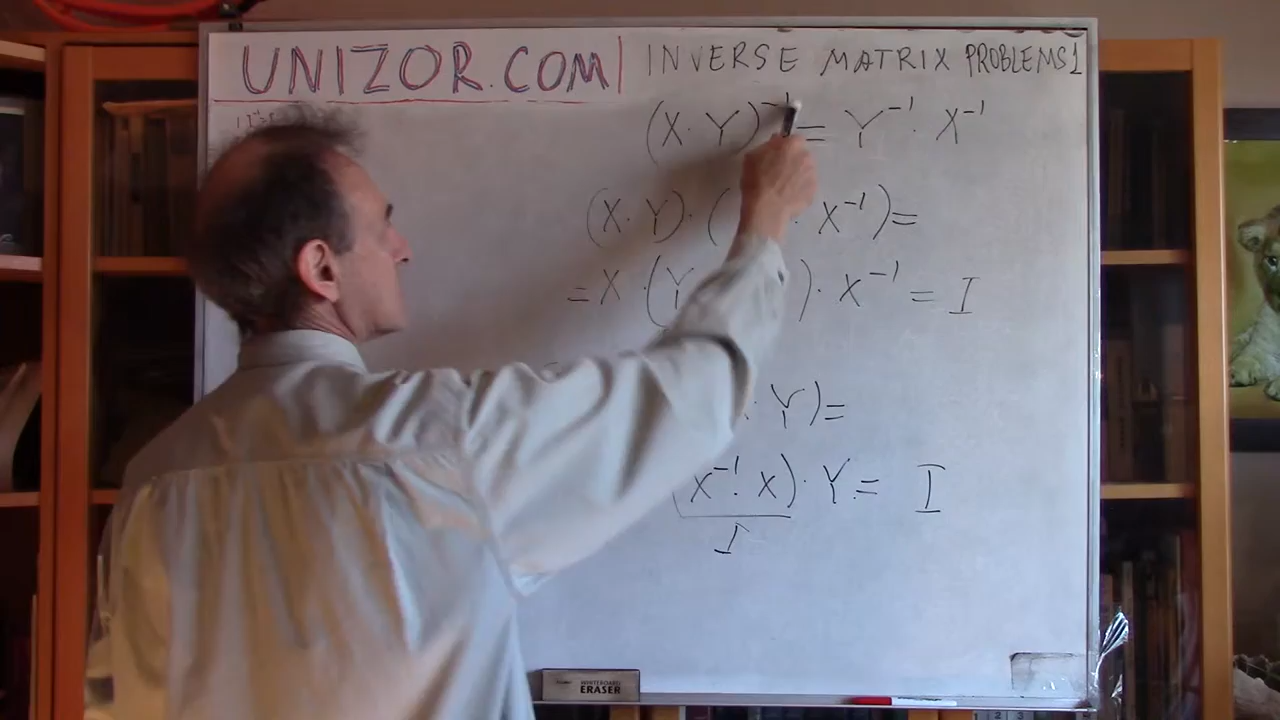 UNIZOR.COM | INVERSE MATRIX PROBLEMS 1
(X · Y)⁻¹ = Y⁻¹ · X⁻¹
(X · Y) · ( · X⁻¹) =
= X · (Y ) · X⁻¹ = I
· Y) =
(X⁻¹ · X) · Y = I
I
WHITEBOARD
ERASER